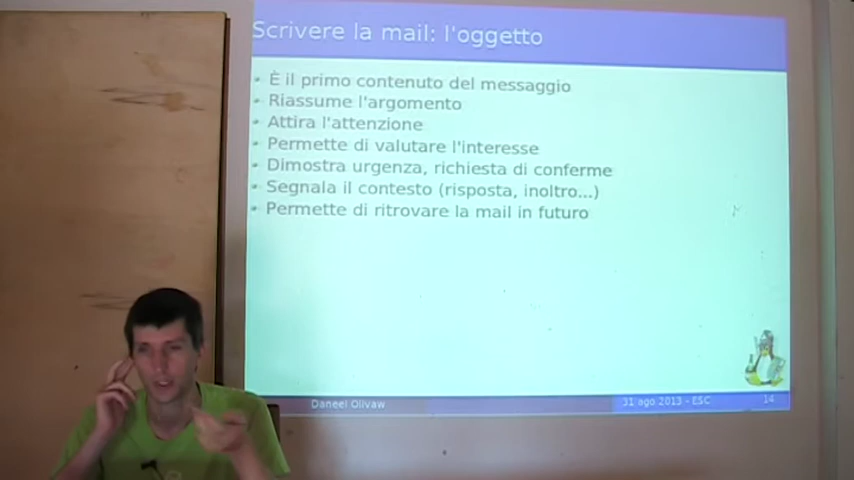 Scrivere la mail: l'oggetto
È il primo contenuto del messaggio
Riassume l'argomento
Attira l'attenzione
Permette di valutare l'interesse
Dimostra urgenza, richiesta di conferme
Segnala il contesto (risposta, inoltro...)
Permette di ritrovare la mail in futuro
Daneel Olivaw
31 ago 2013 - ESC
14